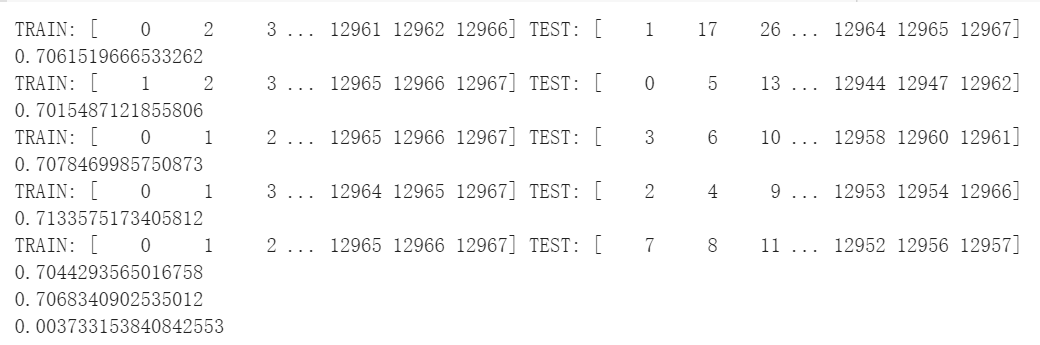 TRAIN: [    0     2     3 ... 12961 12962 12966] TEST: [    1    17    26 ... 12964 12965 12967]
0.7061519666533262
TRAIN: [    1     2     3 ... 12965 12966 12967] TEST: [    0     5    13 ... 12944 12947 12962]
0.7015487121855806
TRAIN: [    0     1     2 ... 12965 12966 12967] TEST: [    3     6    10 ... 12958 12960 12961]
0.7078469985750873
TRAIN: [    0     1     3 ... 12964 12965 12967] TEST: [    2     4     9 ... 12953 12954 12966]
0.7133575173405812
TRAIN: [    0     1     2 ... 12965 12966 12967] TEST: [    7     8    11 ... 12952 12956 12957]
0.7044293565016758
0.7068340902535012
0.003733153840842553